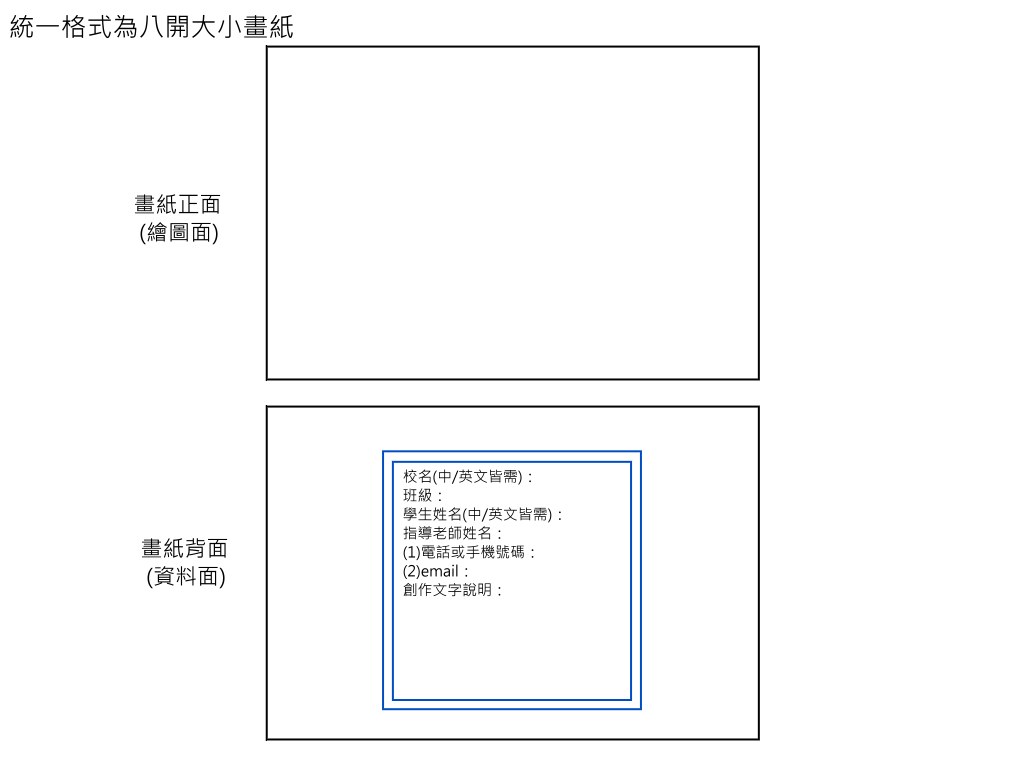 統一格式為八開大小畫紙
畫紙正面
(繪圖面)
畫紙背面
(資料面)
校名(中/英文皆需)：
班級：
學生姓名(中/英文皆需)：
指導老師姓名：
(1)電話或手機號碼：
(2)email：
創作文字說明：